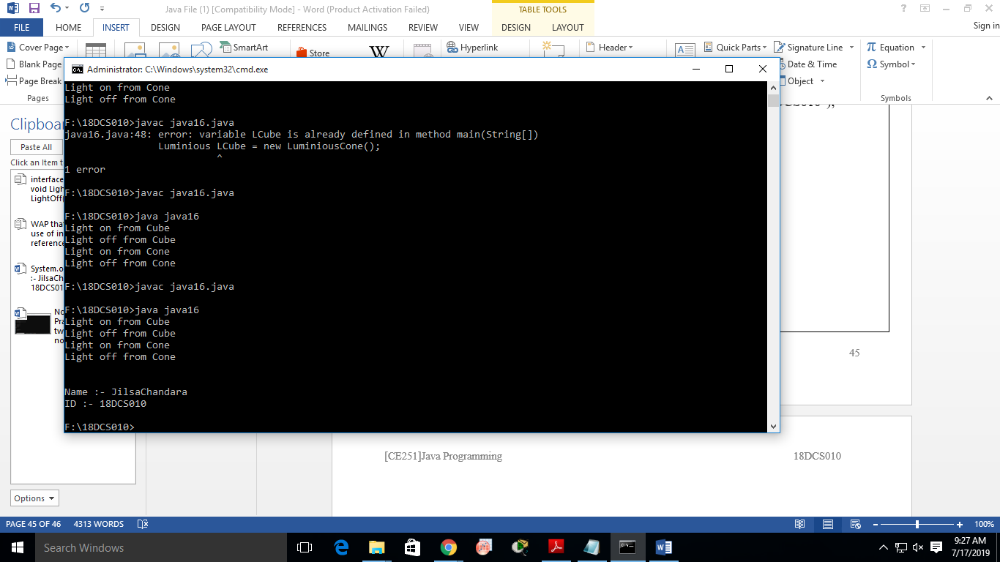 Java File (1) [Compatibility Mode] - Word (Product Activation Failed)
TABLE TOOLS
FILE HOME INSERT DESIGN PAGE LAYOUT REFERENCES MAILINGS REVIEW VIEW DESIGN LAYOUT Sign in
Cover Page SmartArt Store W Hyperlink Header Quick Parts Signature Line Equation
Blank Page Date & Time Symbol
Page Break Object
Pages Symbols
Administrator: C:\Windows\system32\cmd.exe
Light on from Cone
Light off from Cone
F:\18DCS010>javac java16.java
java16.java:48: error: variable LCube is already defined in method main(String[])
Luminious LCube = new LuminiousCone();
^
1 error
F:\18DCS010>javac java16.java
F:\18DCS010>java java16
Light on from Cube
Light off from Cube
Light on from Cone
Light off from Cone
F:\18DCS010>javac java16.java
F:\18DCS010>java java16
Light on from Cube
Light off from Cube
Light on from Cone
Light off from Cone
Name :- JilsaChandara
ID :- 18DCS010
F:\18DCS010>
Paste All
Click an Item t
interface
void Ligh
LightOff(
WAP tha
use of in
reference
System.o
:- JilsaCh
18DCS01
No
Pra
tw
no
Options
45
[CE251]Java Programming 18DCS010
PAGE 45 OF 46 4313 WORDS 100%
Search Windows
9:27 AM
7/17/2019